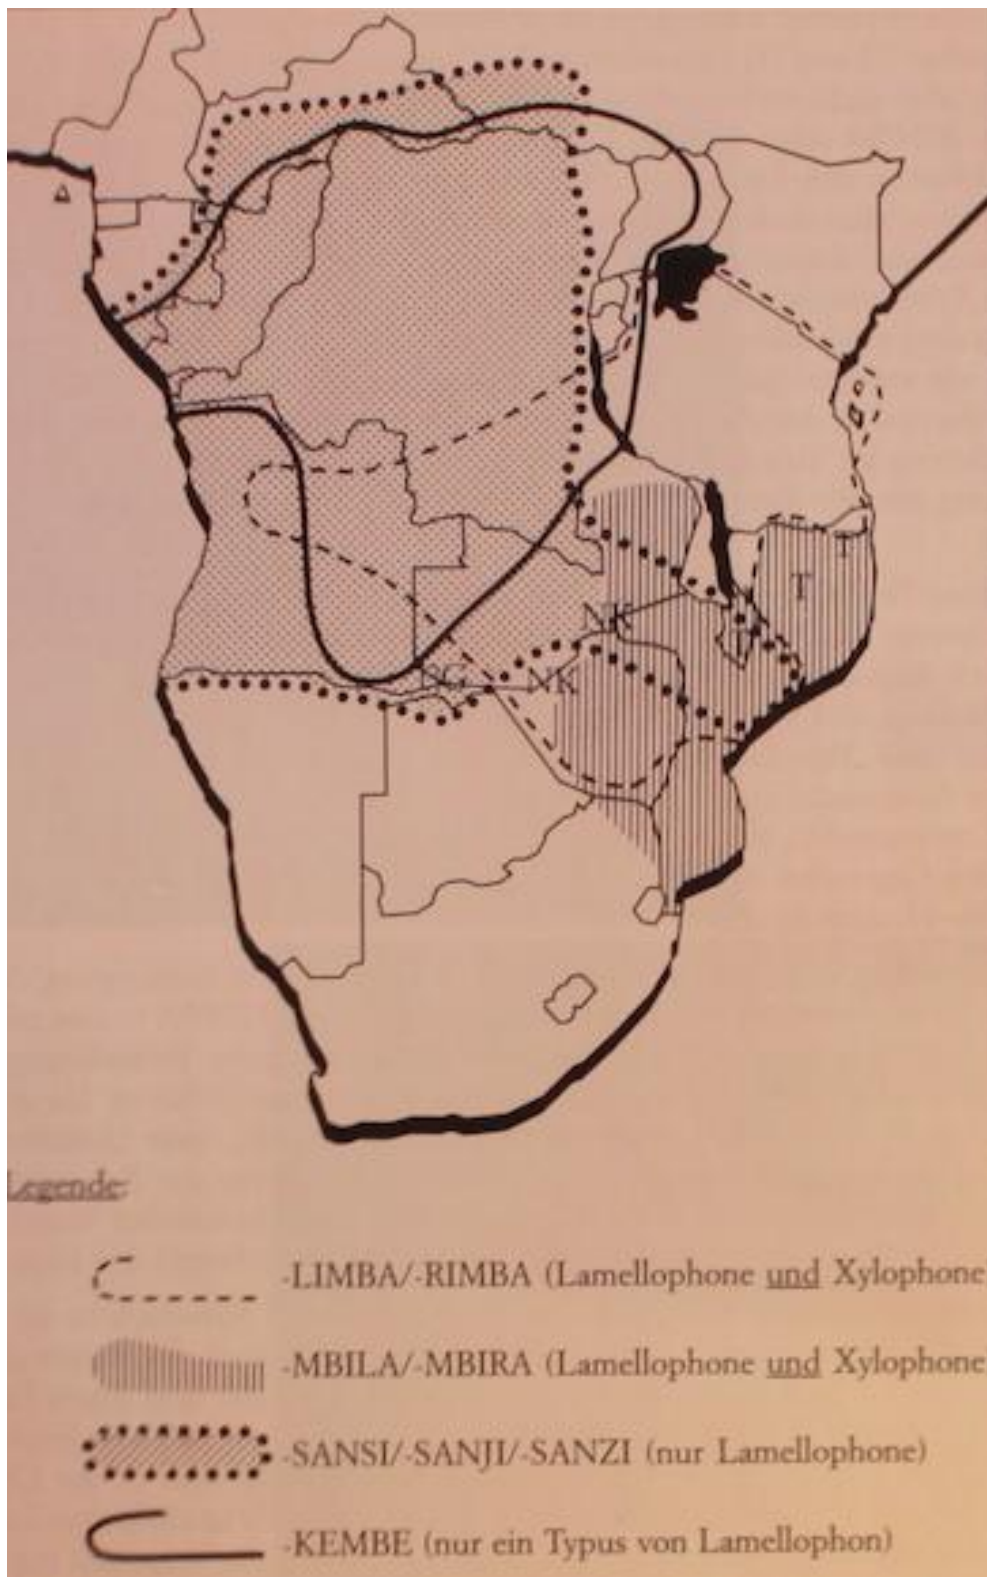 T
T
NK
T
NK
Legende:
-LIMBA/-RIMBA (Lamellophone und Xylophone
-MBILA/-MBIRA (Lamellophone und Xylophone
-SANSI/-SANJI/-SANZI (nur Lamellophone)
-KEMBE (nur ein Typus von Lamellophon)